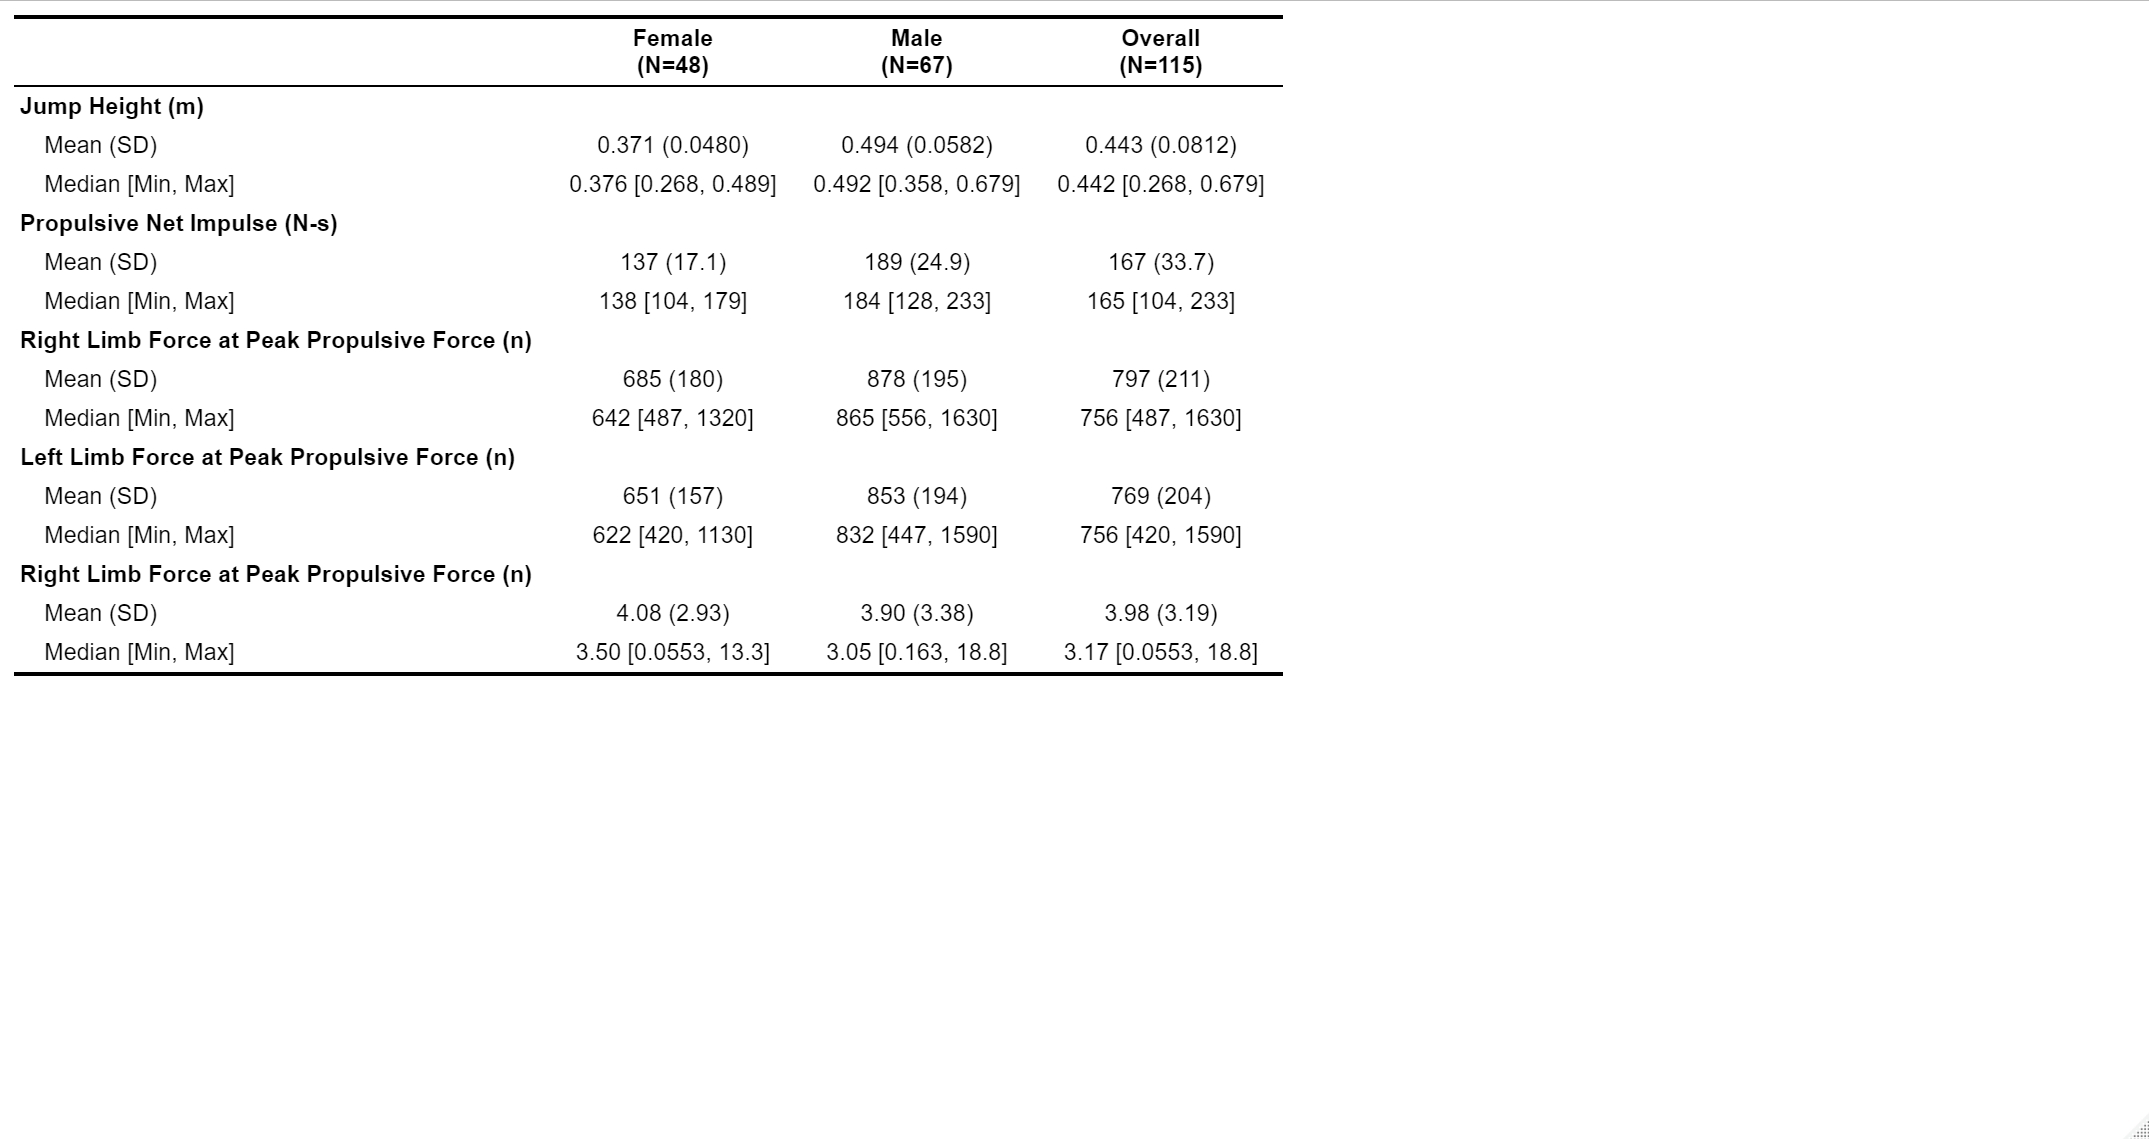 Female Male Overall
(N=48) (N=67) (N=115)
Jump Height (m)
Mean (SD) 0.371 (0.0480) 0.494 (0.0582) 0.443 (0.0812)
Median [Min, Max] 0.376 [0.268, 0.489] 0.492 [0.358, 0.679] 0.442 [0.268, 0.679]
Propulsive Net Impulse (N-s)
Mean (SD) 137 (17.1) 189 (24.9) 167 (33.7)
Median [Min, Max] 138 [104, 179] 184 [128, 233] 165 [104, 233]
Right Limb Force at Peak Propulsive Force (n)
Mean (SD) 685 (180) 878 (195) 797 (211)
Median [Min, Max] 642 [487, 1320] 865 [556, 1630] 756 [487, 1630]
Left Limb Force at Peak Propulsive Force (n)
Mean (SD) 651 (157) 853 (194) 769 (204)
Median [Min, Max] 622 [420, 1130] 832 [447, 1590] 756 [420, 1590]
Right Limb Force at Peak Propulsive Force (n)
Mean (SD) 4.08 (2.93) 3.90 (3.38) 3.98 (3.19)
Median [Min, Max] 3.50 [0.0553, 13.3] 3.05 [0.163, 18.8] 3.17 [0.0553, 18.8]